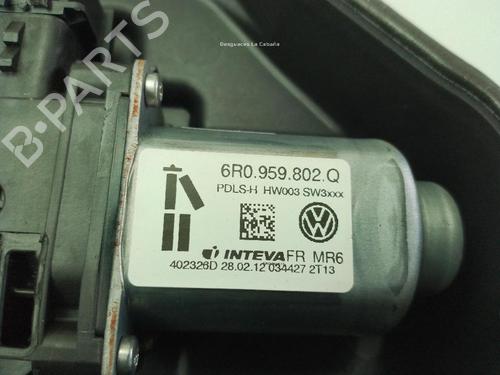 Desguaces La Cabaña
B-PARTS
6R0.959.802.Q
PDLS-H HW003 SW3xxx
INTEVA FR MR6
402326D 28.02.12 034427 2T13